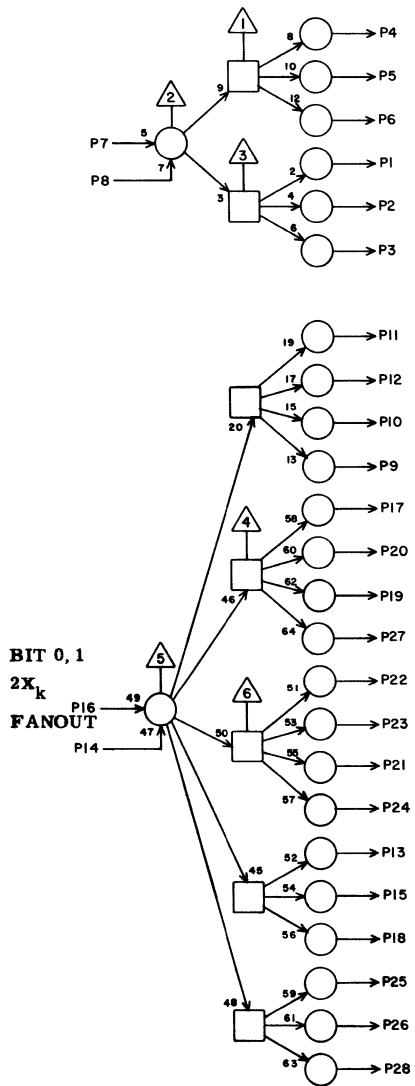 1
8
P4
10
P5
2
9
12
P6
P7
5
3
P1
2
P8
7
4
P2
3
6
P3
19
P11
17
P12
15
P10
20
13
P9
58
P17
4
60
P20
62
P19
46
64
P27
BIT 0, 1
5
6
51
P22
2Xk
P16
49
53
P23
FANOUT
47
50
55
P21
P14
57
P24
52
P13
45
54
P15
56
P18
59
P25
48
61
P26
63
P28